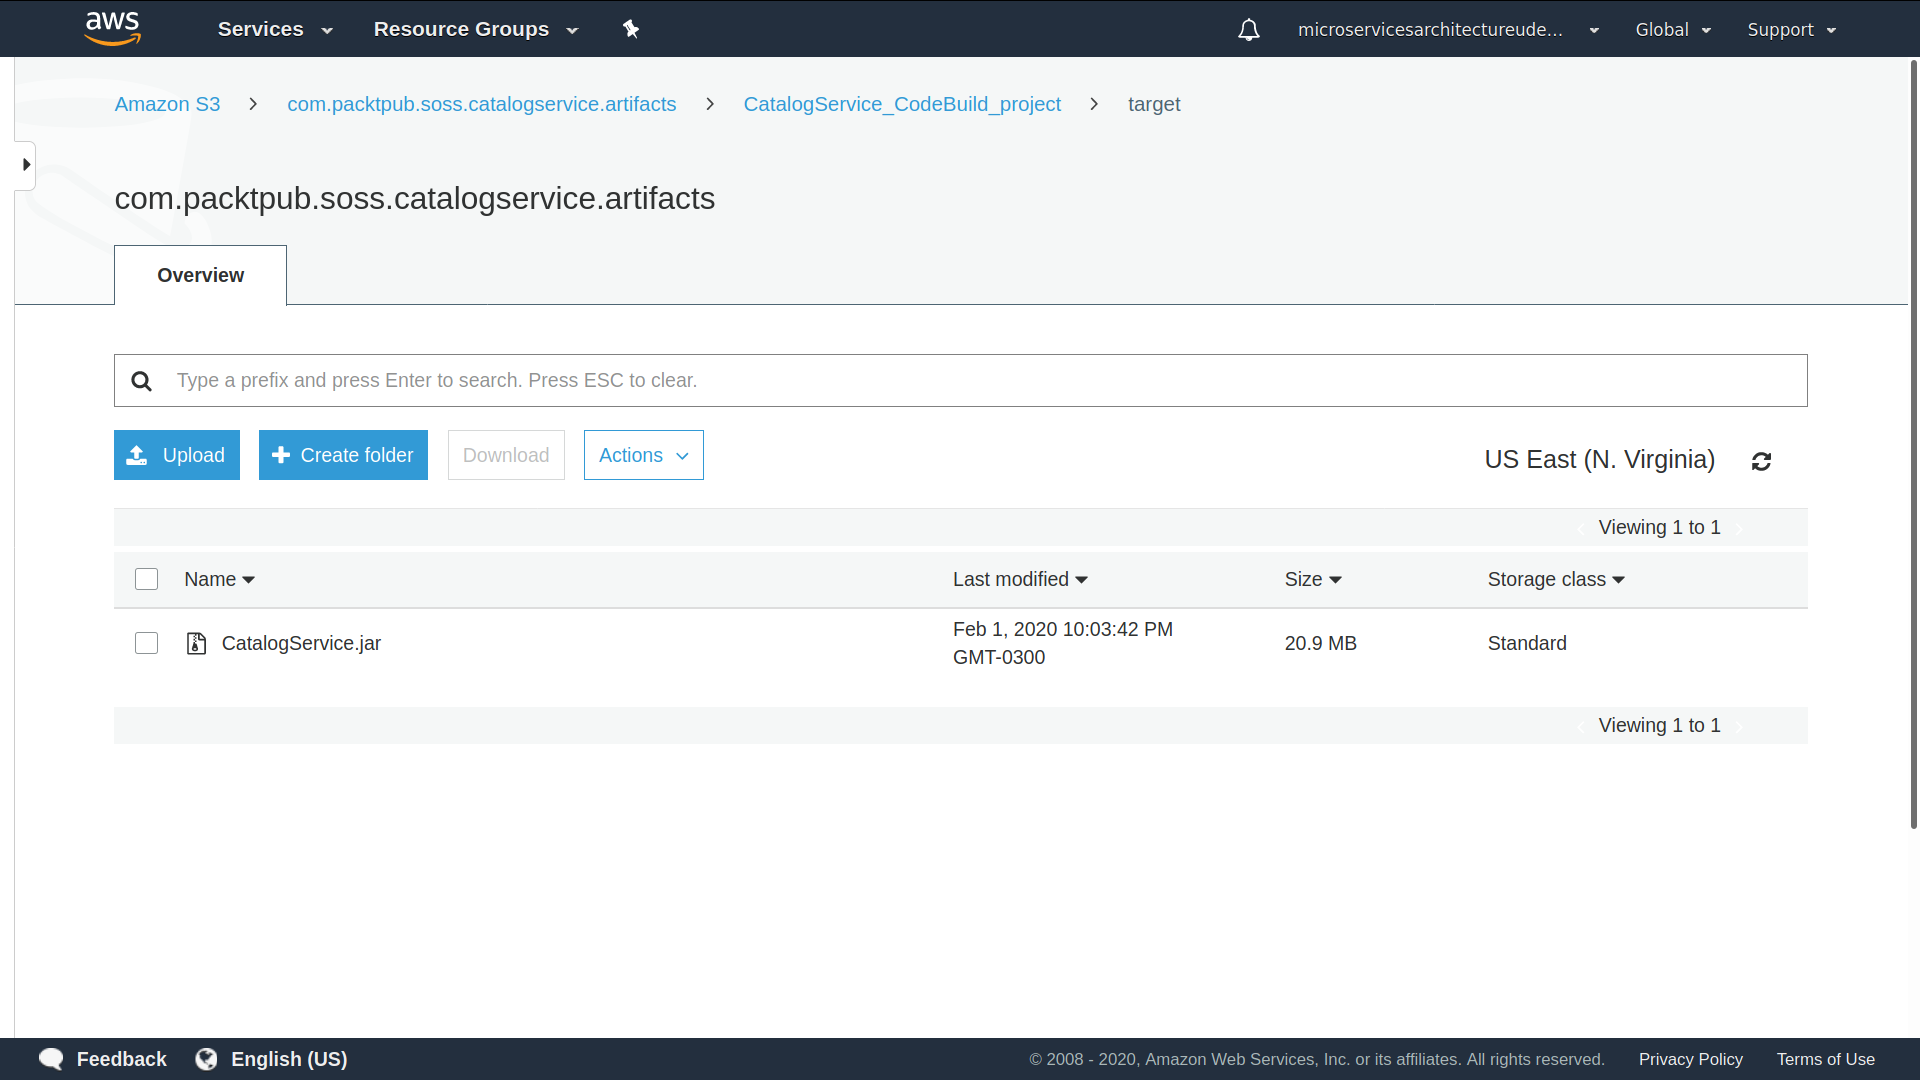 aws Services Resource Groups microservicesarchitectureude... Global Support
Amazon S3 com.packtpub.soss.catalogservice.artifacts CatalogService_CodeBuild_project target
com.packtpub.soss.catalogservice.artifacts
Overview
Type a prefix and press Enter to search. Press ESC to clear.
Upload Create folder Download Actions US East (N. Virginia)
Viewing 1 to 1
Name Last modified Size Storage class
CatalogService.jar Feb 1, 2020 10:03:42 PM GMT-0300 20.9 MB Standard
Viewing 1 to 1
Feedback English (US) © 2008 - 2020, Amazon Web Services, Inc. or its affiliates. All rights reserved. Privacy Policy Terms of Use